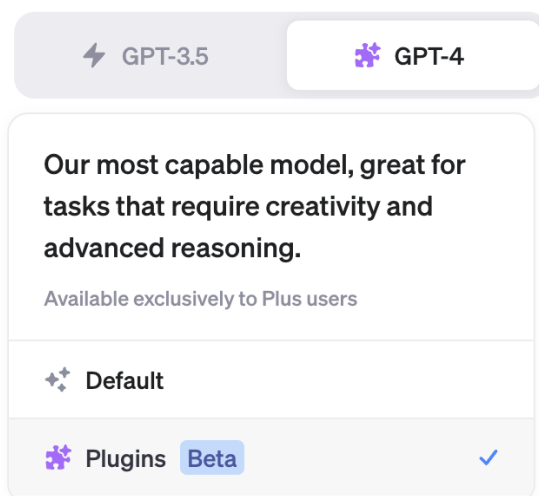 GPT-3.5
GPT-4
Our most capable model, great for
tasks that require creativity and
advanced reasoning.
Available exclusively to Plus users
Default
Plugins Beta